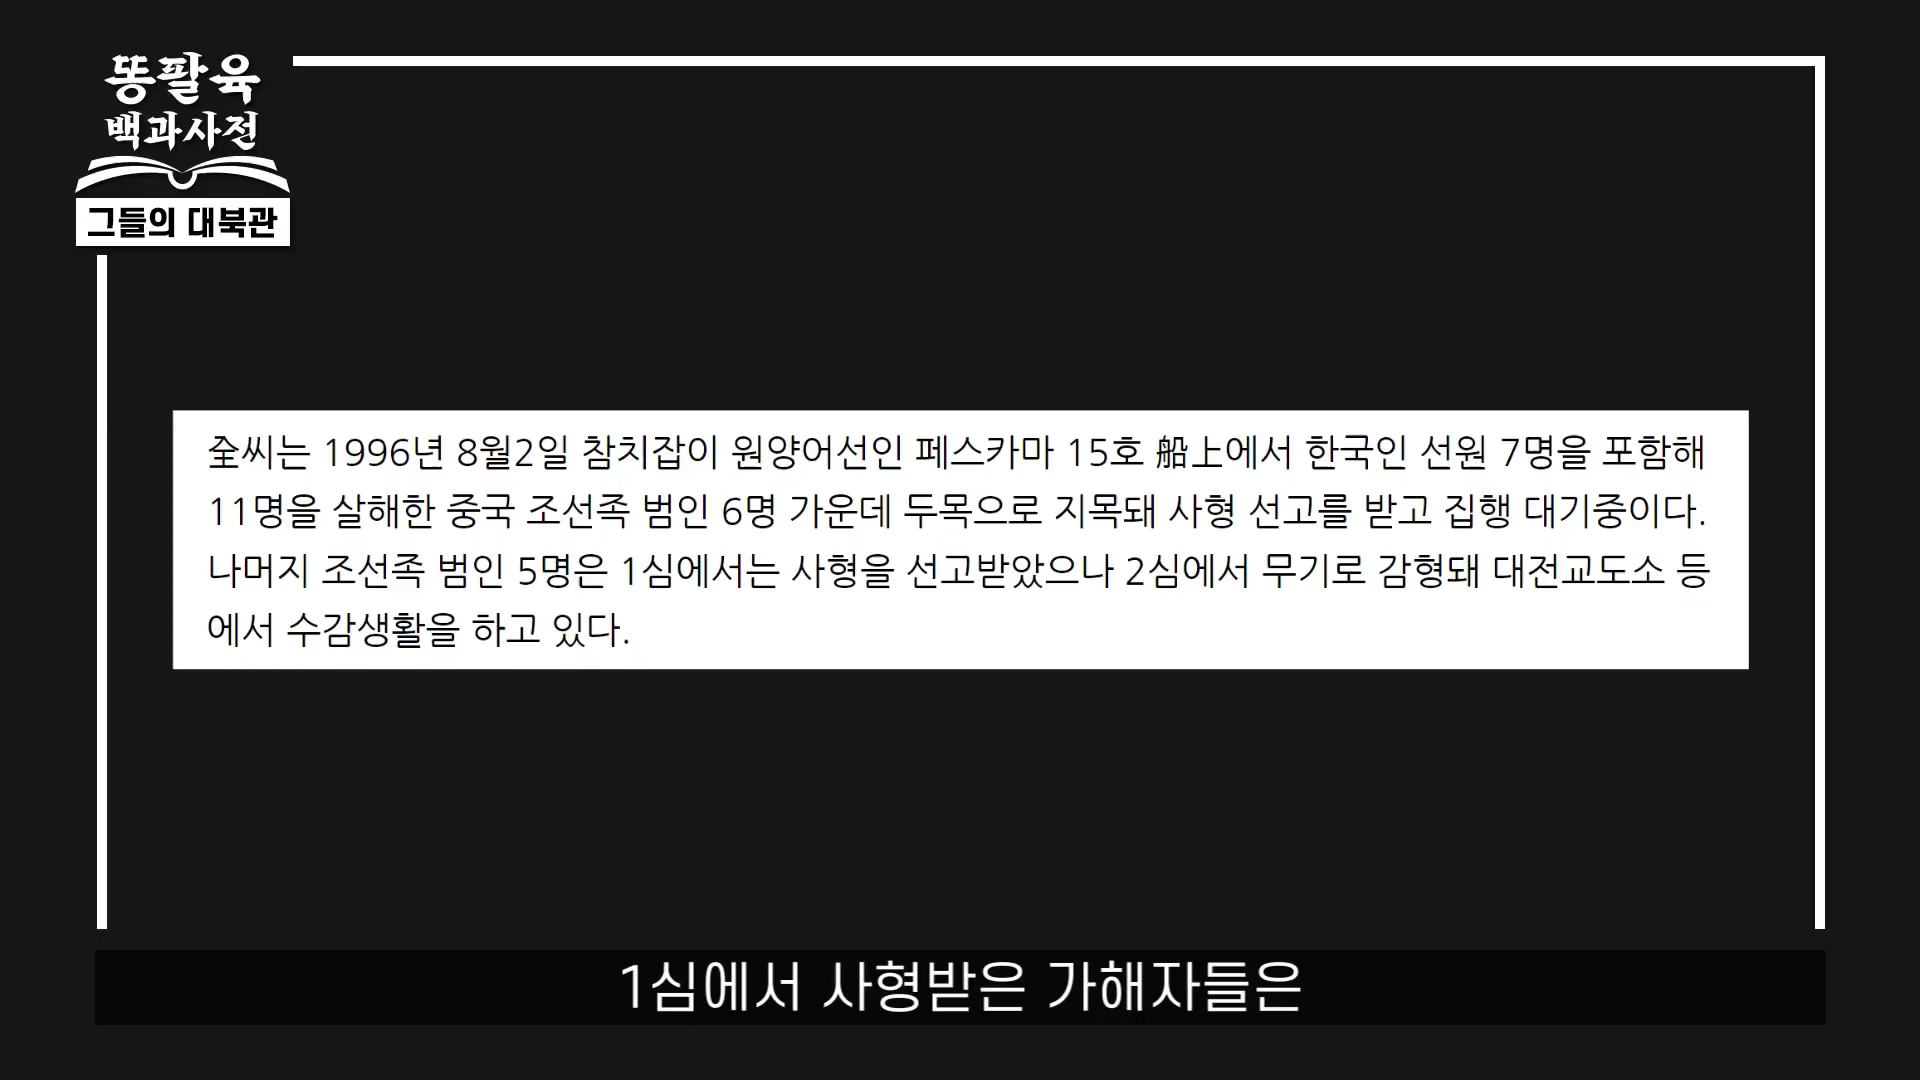 똥팔육
백과사전
그들의 대북관
全씨는 1996년 8월2일 참치잡이 원양어선인 페스카마 15호 船上에서 한국인 선원 7명을 포함해
11명을 살해한 중국 조선족 범인 6명 가운데 두목으로 지목돼 사형 선고를 받고 집행 대기중이다.
나머지 조선족 범인 5명은 1심에서는 사형을 선고받았으나 2심에서 무기로 감형돼 대전교도소 등
에서 수감생활을 하고 있다.
1심에서 사형받은 가해자들은